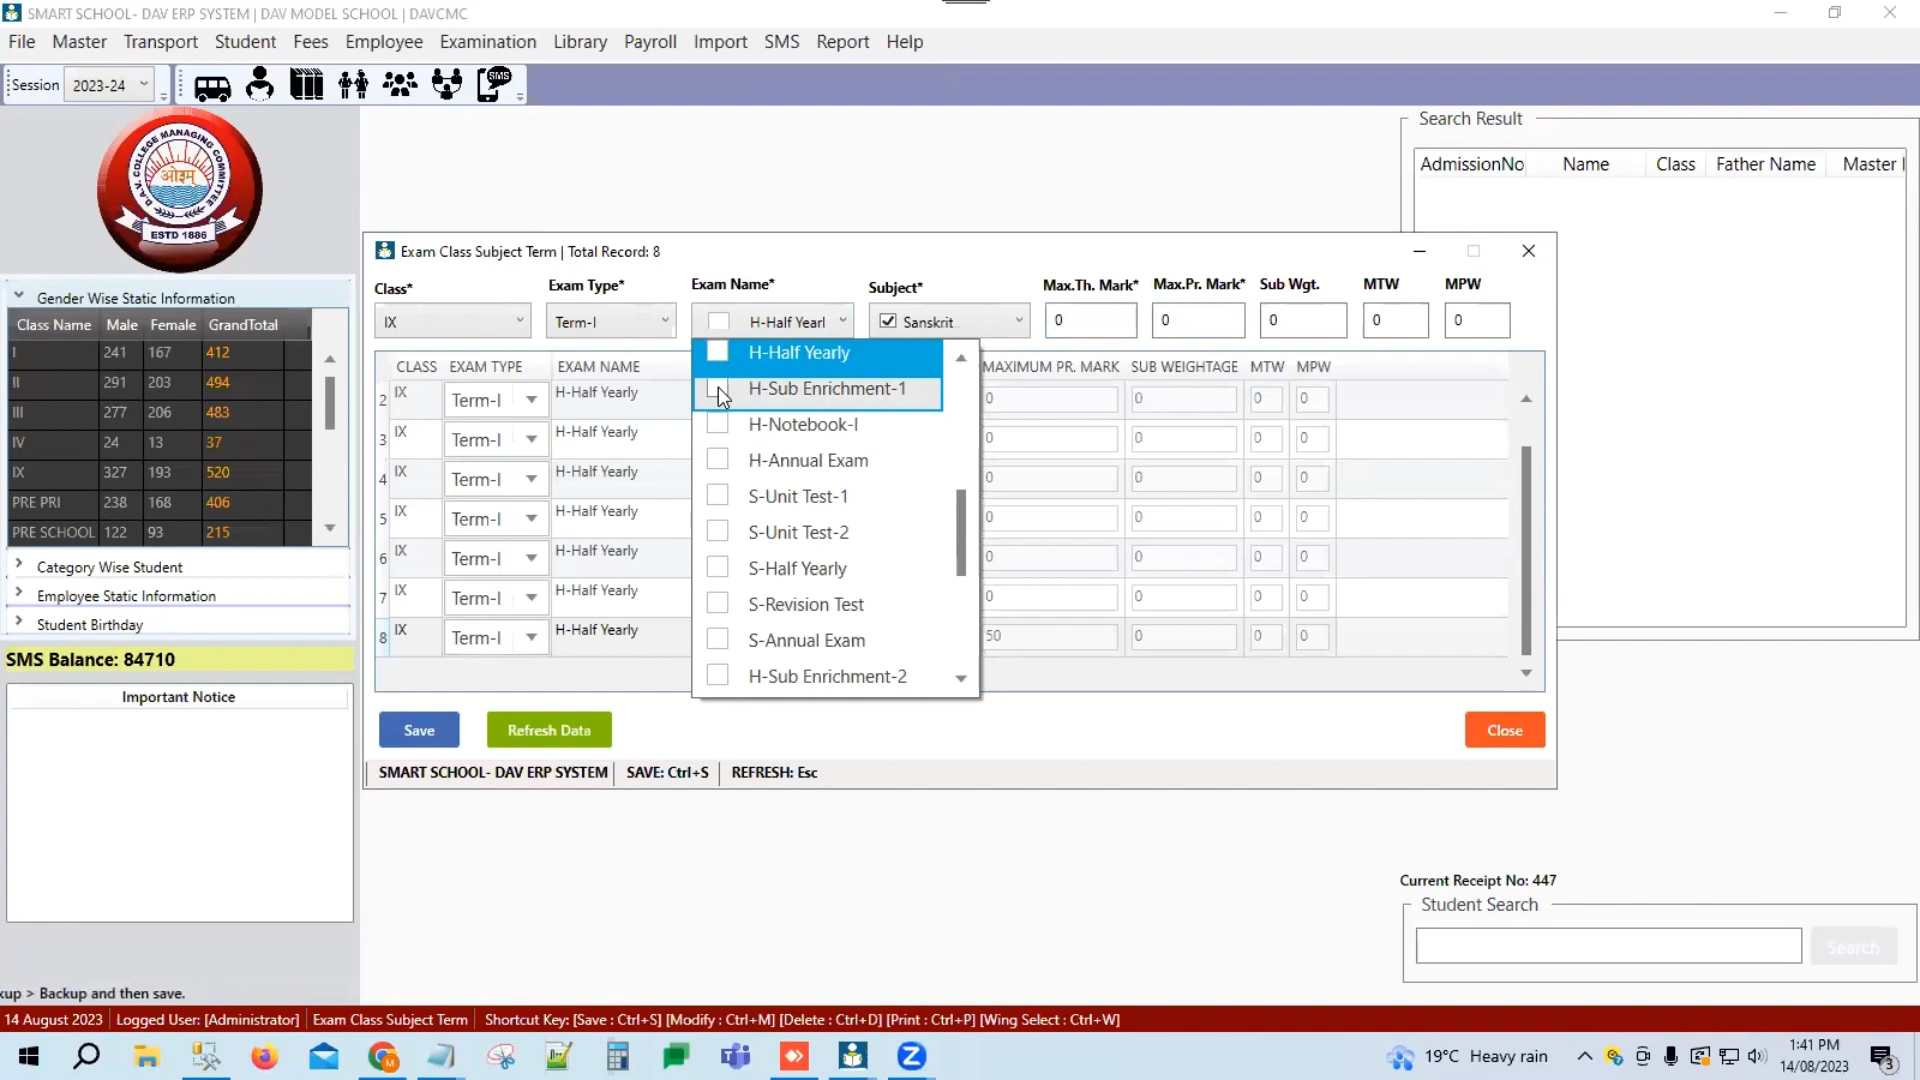 SMART SCHOOL- DAV ERP SYSTEM | DAV MODEL SCHOOL | DAVCMC
File Master Transport Student Fees Employee Examination Library Payroll Import SMS Report Help
Session 2023-24
SMS
D.A.V. COLLEGE MANAGING COMMITTEE
ओ३म्
ESTD 1886
Gender Wise Static Information
Class Name Male Female GrandTotal
I 241 167 412
II 291 203 494
III 277 206 483
IV 24 13 37
IX 327 193 520
PRE PRI 238 168 406
PRE SCHOOL 122 93 215
Category Wise Student
Employee Static Information
Student Birthday
SMS Balance: 84710
Important Notice
kup > Backup and then save.
Search Result
AdmissionNo Name Class Father Name Master
Exam Class Subject Term | Total Record: 8
Class* Exam Type* Exam Name* Subject* Max.Th. Mark* Max.Pr. Mark* Sub Wgt. MTW MPW
IX Term-I H-Half Yearl Sanskrit 0 0 0 0 0
CLASS EXAM TYPE EXAM NAME MAXIMUM PR. MARK SUB WEIGHTAGE MTW MPW
2 IX Term-I H-Half Yearly 0 0 0 0
3 IX Term-I H-Half Yearly 0 0 0 0
4 IX Term-I H-Half Yearly 0 0 0 0
5 IX Term-I H-Half Yearly 0 0 0 0
6 IX Term-I H-Half Yearly 0 0 0 0
7 IX Term-I H-Half Yearly 0 0 0 0
8 IX Term-I H-Half Yearly 50 0 0 0
H-Half Yearly
H-Sub Enrichment-1
H-Notebook-I
H-Annual Exam
S-Unit Test-1
S-Unit Test-2
S-Half Yearly
S-Revision Test
S-Annual Exam
H-Sub Enrichment-2
Save Refresh Data Close
SMART SCHOOL- DAV ERP SYSTEM SAVE: Ctrl+S REFRESH: Esc
Current Receipt No: 447
Student Search
Search
14 August 2023 Logged User: [Administrator] Exam Class Subject Term Shortcut Key: [Save : Ctrl+S] [Modify : Ctrl+M] [Delete : Ctrl+D] [Print : Ctrl+P] [Wing Select : Ctrl+W]
19°C Heavy rain
1:41 PM
14/08/2023
3